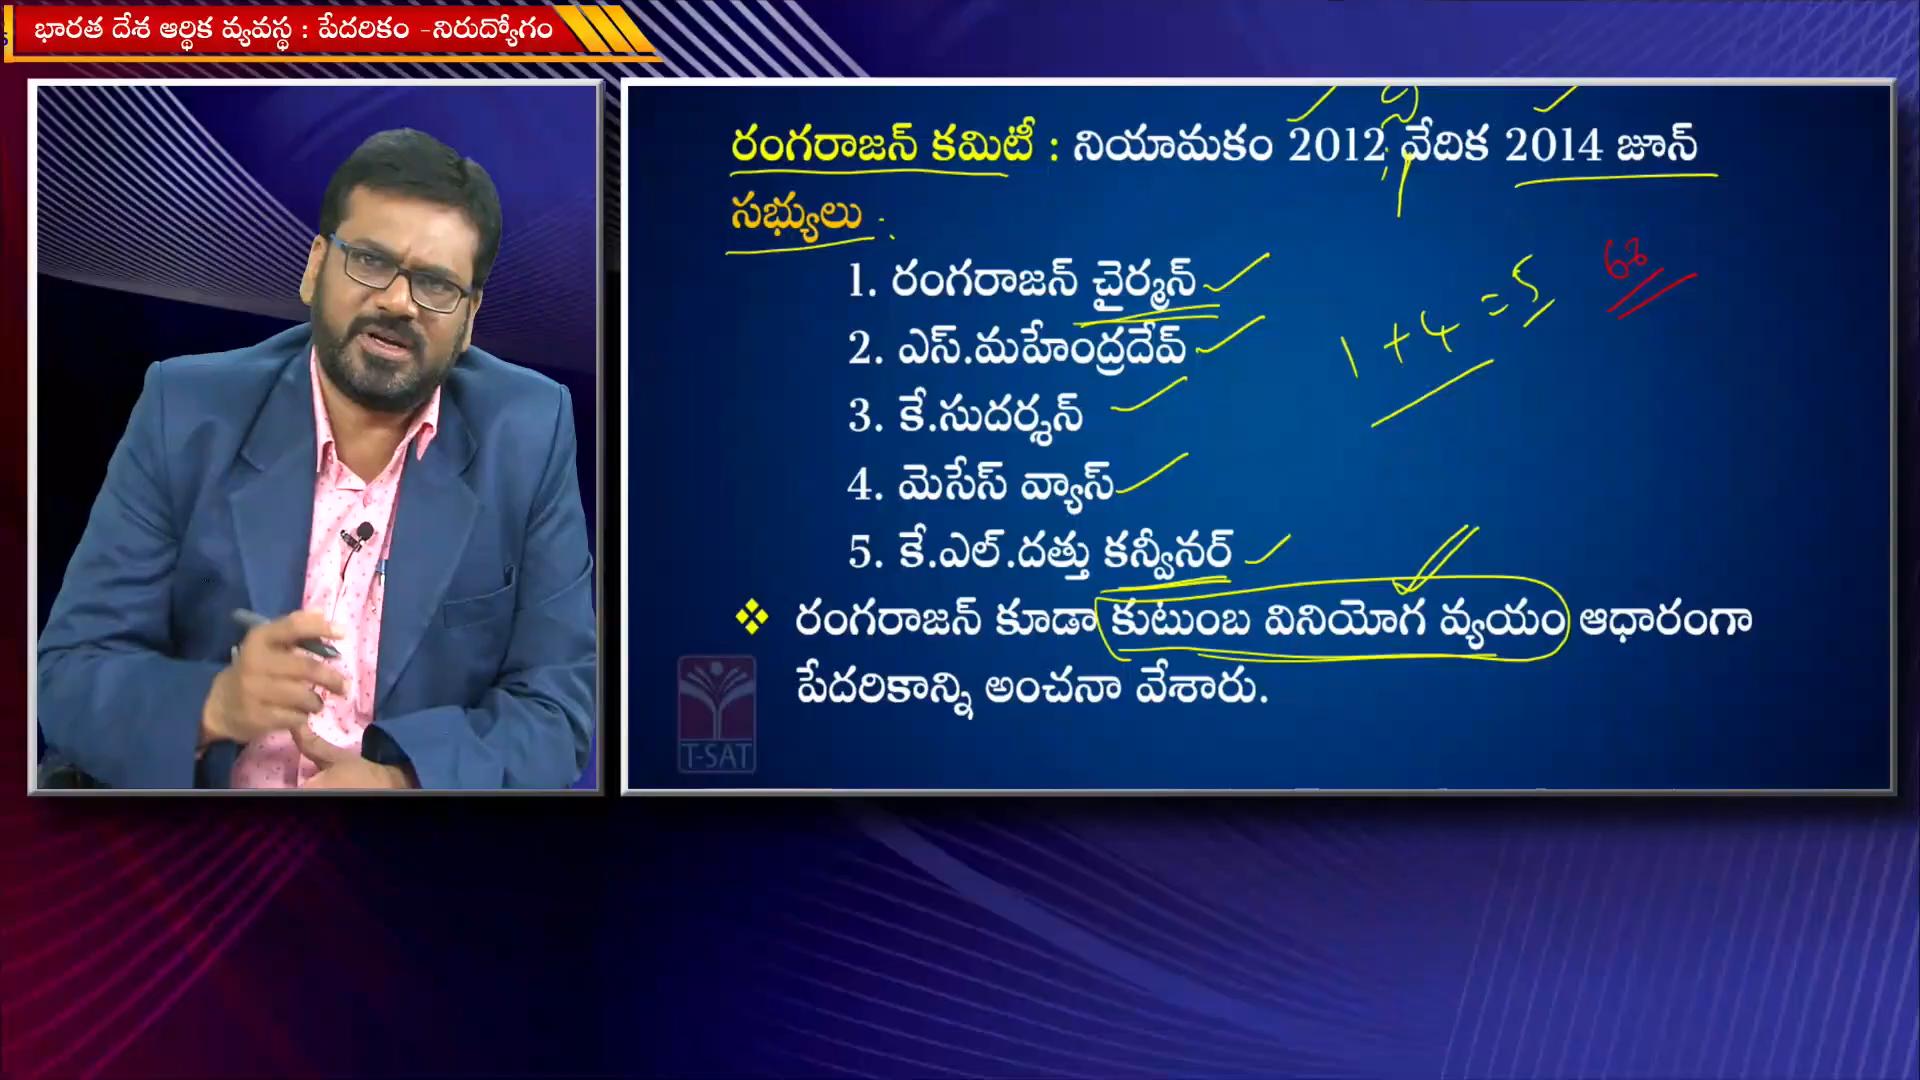 భారత దేశ ఆర్థిక వ్యవస్థ : పేదరికం -నిరుద్యోగం
రంగరాజన్ కమిటీ : నియామకం 2012 వేదిక 2014 జూన్
సభ్యులు :
1. రంగరాజన్ చైర్మన్
2. ఎస్.మహేంద్రదేవ్
3. కే.సుదర్శన్
4. మెసేస్ వ్యాస్
5. కే.ఎల్.దత్తు కన్వీనర్
1 + 4 = 5
❖ రంగరాజన్ కూడా కుటుంబ వినియోగ వ్యయం ఆధారంగా
పేదరికాన్ని అంచనా వేశారు.
T-SAT